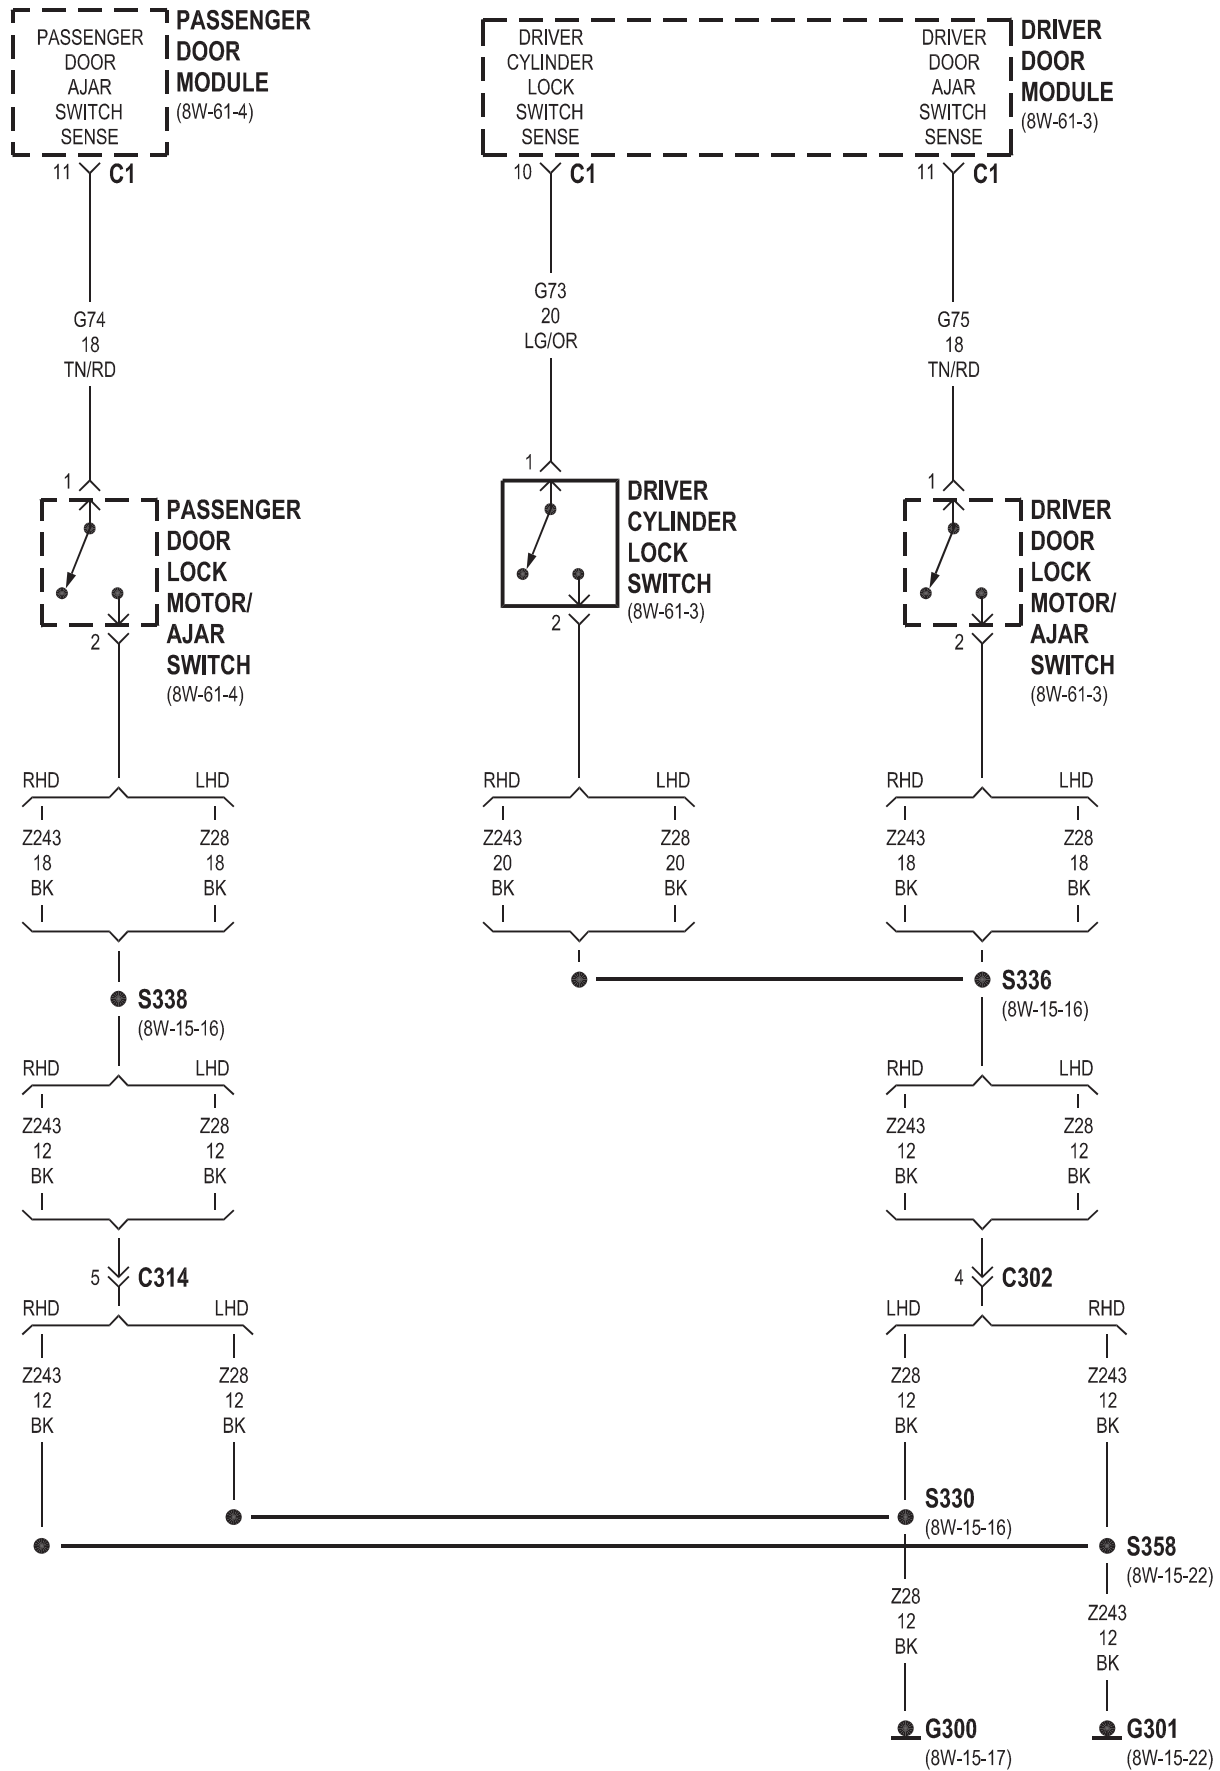 PASSENGER
DOOR
AJAR
SWITCH
SENSE
PASSENGER
DOOR
MODULE
(8W-61-4)
DRIVER
CYLINDER
LOCK
SWITCH
SENSE
DRIVER
DOOR
AJAR
SWITCH
SENSE
DRIVER
DOOR
MODULE
(8W-61-3)
11 C1
10 C1
11 C1
G74
18
TN/RD
G73
20
LG/OR
G75
18
TN/RD
1
PASSENGER
DOOR
LOCK
MOTOR/
AJAR
SWITCH
(8W-61-4)
2
1
DRIVER
CYLINDER
LOCK
SWITCH
(8W-61-3)
2
1
DRIVER
DOOR
LOCK
MOTOR/
AJAR
SWITCH
(8W-61-3)
2
RHD LHD
Z243 Z28
18 18
BK BK
RHD LHD
Z243 Z28
20 20
BK BK
RHD LHD
Z243 Z28
18 18
BK BK
S338
(8W-15-16)
S336
(8W-15-16)
RHD LHD
Z243 Z28
12 12
BK BK
RHD LHD
Z243 Z28
12 12
BK BK
5 C314
4 C302
RHD LHD
Z243 Z28
12 12
BK BK
LHD RHD
Z28 Z243
12 12
BK BK
S330
(8W-15-16)
S358
(8W-15-22)
Z28
12
BK
Z243
12
BK
G300
(8W-15-17)
G301
(8W-15-22)